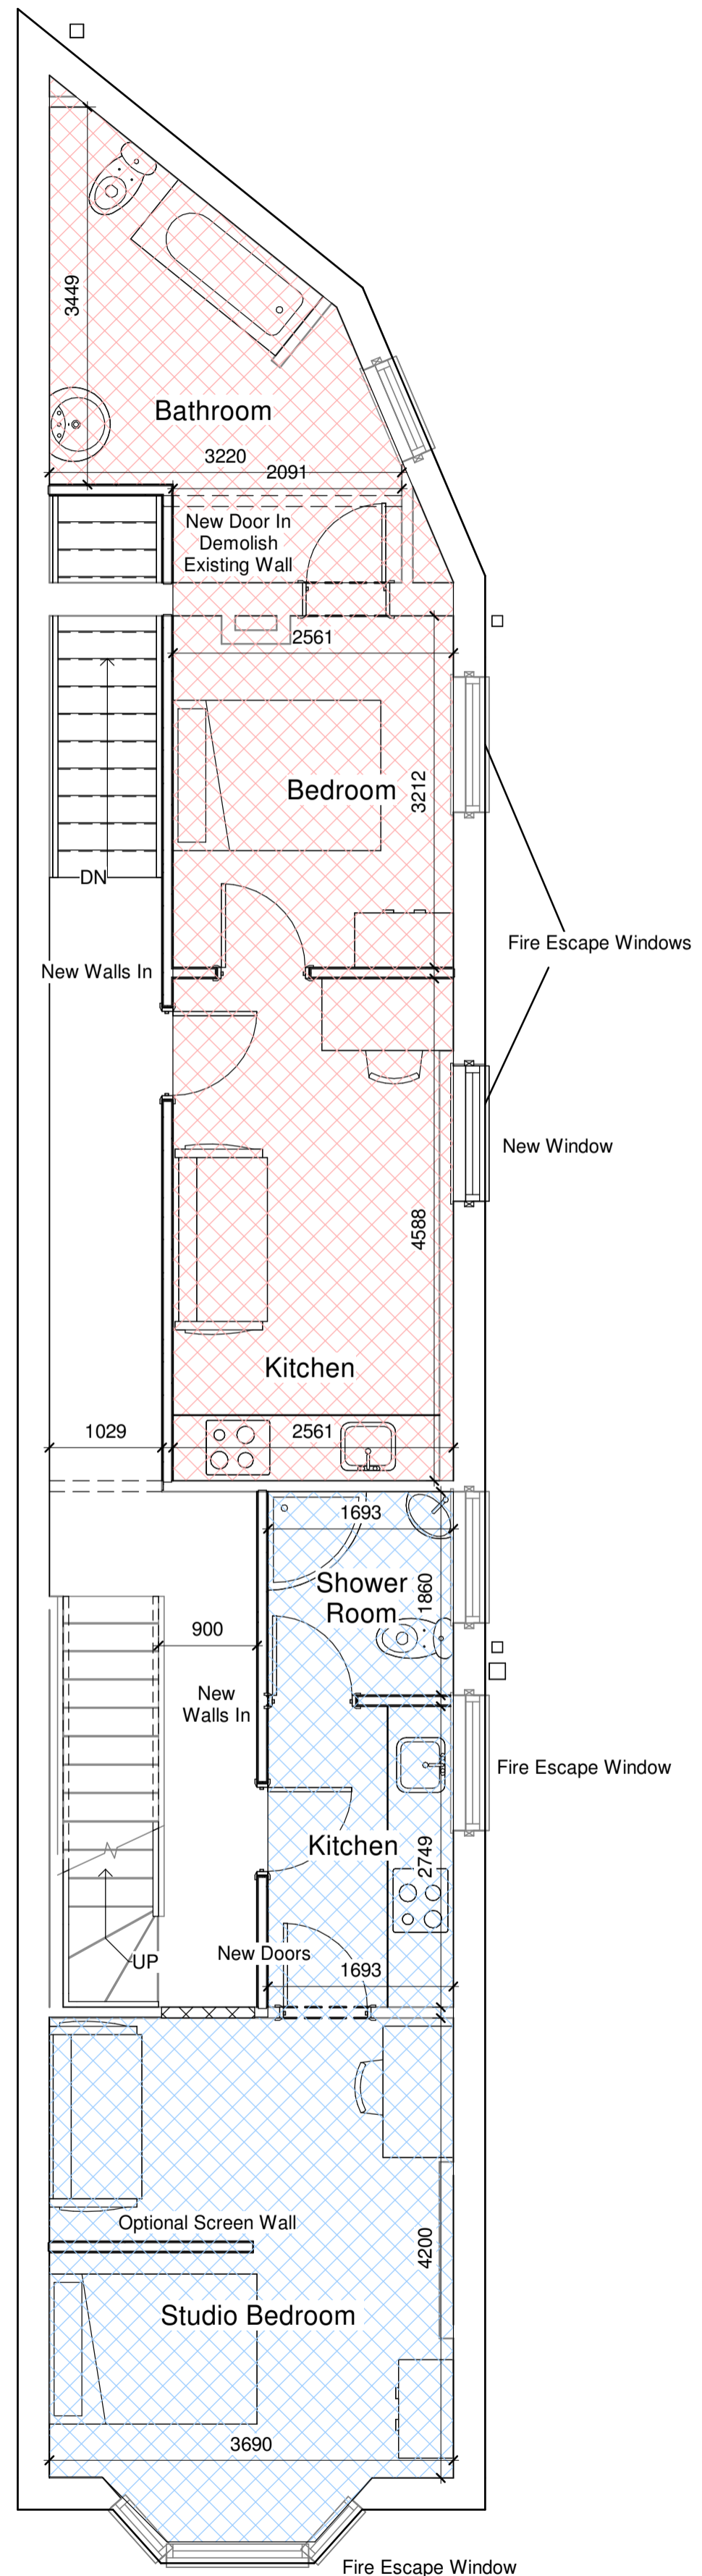 3449
Bathroom
3220
2091
New Door In
Demolish
Existing Wall
2561
Bedroom
3212
DN
Fire Escape Windows
New Walls In
New Window
4588
Kitchen
1029
2561
1693
Shower
Room
1860
900
New
Walls In
Fire Escape Window
Kitchen
2749
New Doors
UP
1693
Optional Screen Wall
4200
Studio Bedroom
3690
Fire Escape Window